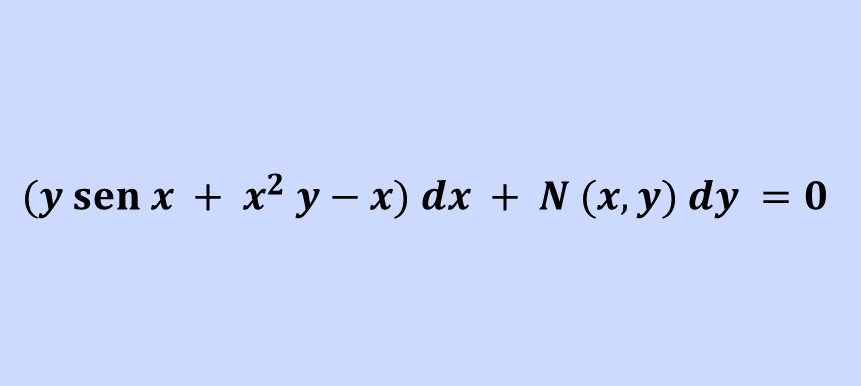 (y sen x + x² y − x) dx + N (x, y) dy = 0